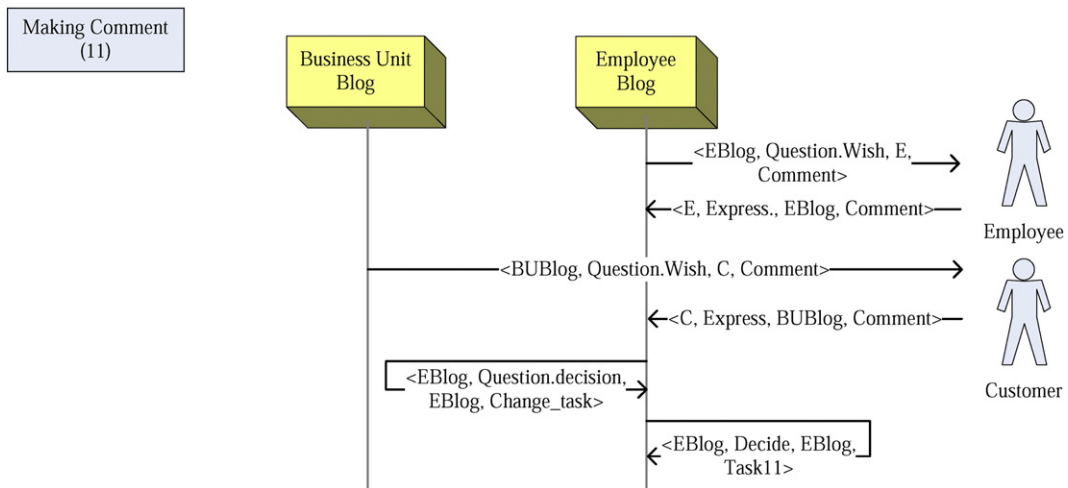 Making Comment
(11)
Business Unit
Blog
Employee
Blog
<EBlog, Question.Wish, E,
Comment>
<E, Express., EBlog, Comment>
Employee
<BUBlog, Question.Wish, C, Comment>
<C, Express, BUBlog, Comment>
<EBlog, Question.decision,
EBlog, Change_task>
Customer
<EBlog, Decide, EBlog,
Task11>